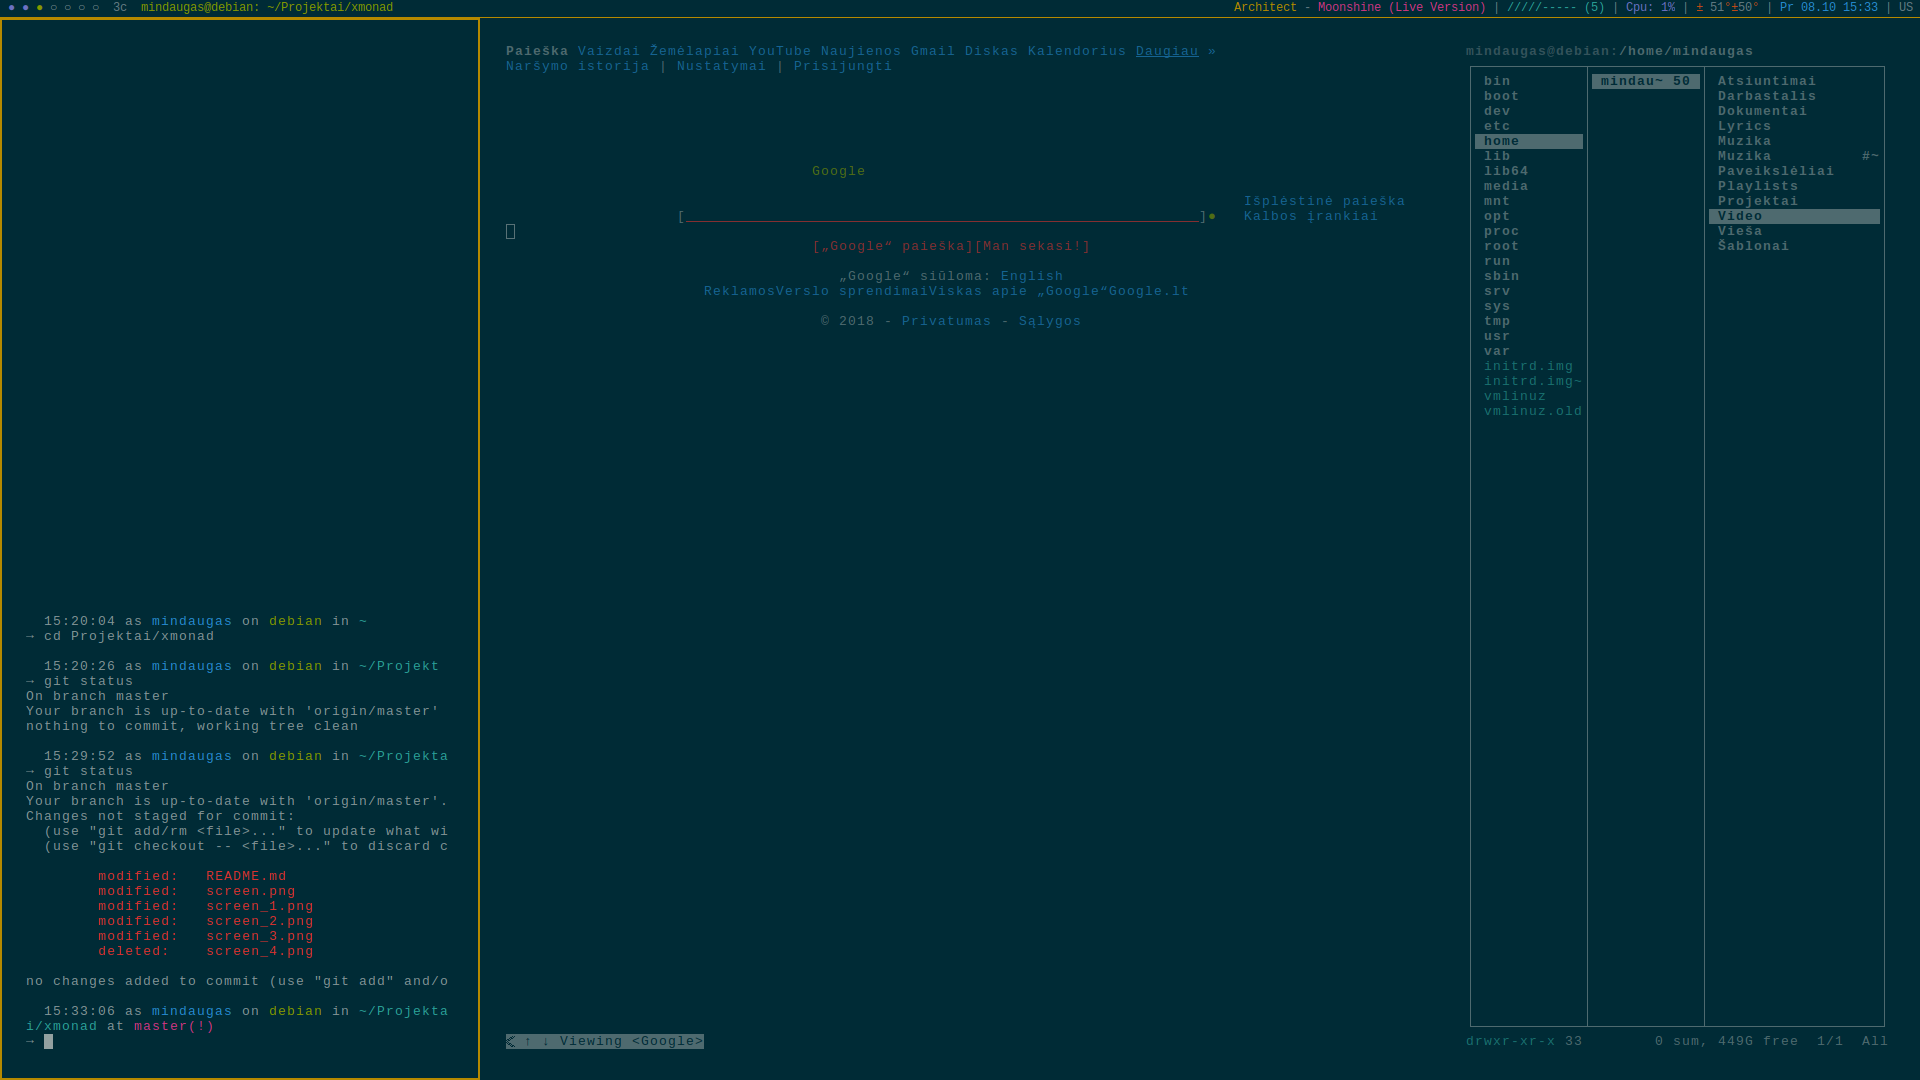 ● ● ● ○ ○ ○ ○ 3c mindaugas@debian: ~/Projektai/xmonad
Architect - Moonshine (Live Version) | /////----- (5) | Cpu: 1% | ± 51°±50° | Pr 08.10 15:33 | US
15:20:04 as mindaugas on debian in ~
→ cd Projektai/xmonad
15:20:26 as mindaugas on debian in ~/Projekt
→ git status
On branch master
Your branch is up-to-date with 'origin/master'
nothing to commit, working tree clean
15:29:52 as mindaugas on debian in ~/Projekta
→ git status
On branch master
Your branch is up-to-date with 'origin/master'.
Changes not staged for commit:
(use "git add/rm <file>..." to update what wi
(use "git checkout -- <file>..." to discard c
modified:   README.md
modified:   screen.png
modified:   screen_1.png
modified:   screen_2.png
modified:   screen_3.png
deleted:    screen_4.png
no changes added to commit (use "git add" and/o
15:33:06 as mindaugas on debian in ~/Projekta
i/xmonad at master(!)
→
Paieška Vaizdai Žemėlapiai YouTube Naujienos Gmail Diskas Kalendorius Daugiau »
Naršymo istorija | Nustatymai | Prisijungti
Google
Išplėstinė paieška
[_________________________________________________________]● Kalbos įrankiai
[„Google“ paieška][Man sekasi!]
„Google“ siūloma: English
ReklamosVerslo sprendimaiViskas apie „Google“Google.lt
© 2018 - Privatumas - Sąlygos
↑ ↓ Viewing <Google>
mindaugas@debian:/home/mindaugas
bin
boot
dev
etc
home
lib
lib64
media
mnt
opt
proc
root
run
sbin
srv
sys
tmp
usr
var
initrd.img
initrd.img~
vmlinuz
vmlinuz.old
mindau~ 50
Atsiuntimai
Darbastalis
Dokumentai
Lyrics
Muzika
Muzika #~
Paveikslėliai
Playlists
Projektai
Video
Vieša
Šablonai
drwxr-xr-x 33 0 sum, 449G free 1/1 All